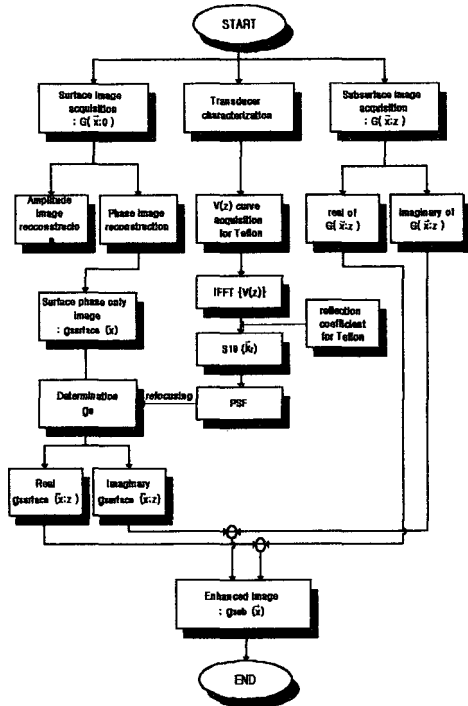 START
Surface image
acquisition
: G( x⃗:0)
Transducer
characterization
Subsurface image
acquisition
: G( x⃗:z)
Amplitude
image
reconstructio
n
Phase image
reconstruction
V(z) curve
acquisition
for Teflon
real of
G( x⃗:z)
Imaginary of
G( x⃗:z)
Surface phase only
image
: gsurface (x⃗)
IFFT {V(z)}
reflection
coefficient
for Teflon
S18 (k⃗r)
Determination
gs
refocusing
PSF
Real
gsurface (x⃗:z )
Imaginary
gsurface (x⃗:z)
Enhanced image
: gsub (x⃗)
END